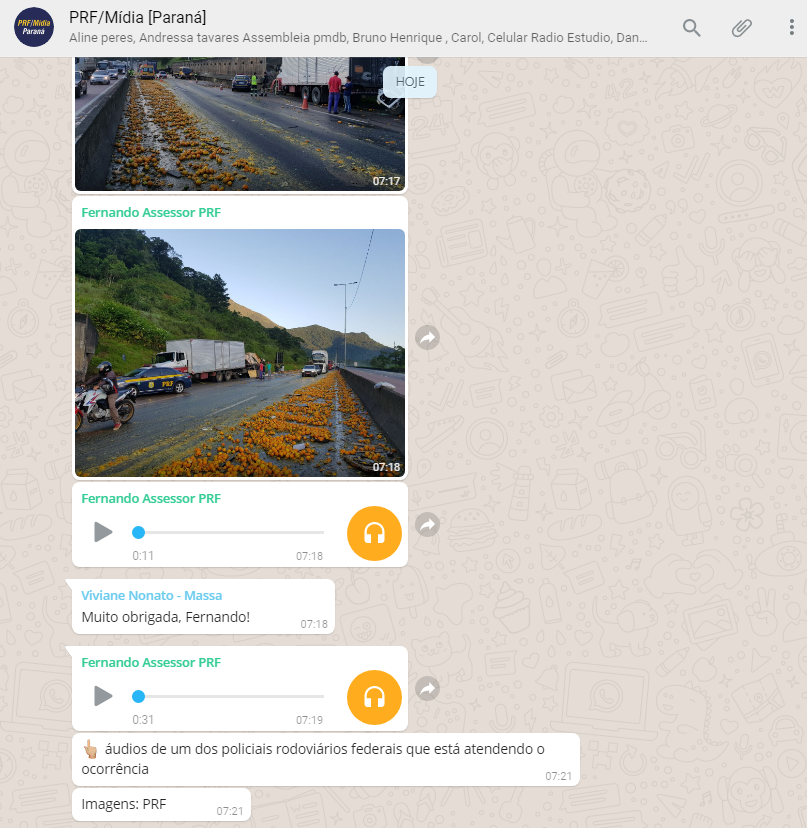 PRF/Mídia
Paraná
PRF/Mídia [Paraná]
Aline peres, Andressa tavares Assembleia pmdb, Bruno Henrique , Carol, Celular Radio Estudio, Dan...
HOJE
07:17
Fernando Assessor PRF
PRF
07:18
Fernando Assessor PRF
0:11
07:18
Viviane Nonato - Massa
Muito obrigada, Fernando!
07:18
Fernando Assessor PRF
0:31
07:19
👆🏼 áudios de um dos policiais rodoviários federais que está atendendo o
ocorrência
07:21
Imagens: PRF
07:21